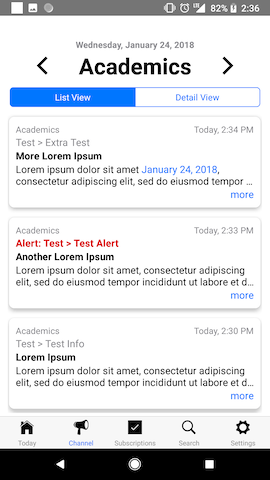 LTE 82% 2:36
Wednesday, January 24, 2018
Academics
List View Detail View
Academics Today, 2:34 PM
Test > Extra Test
More Lorem Ipsum
Lorem ipsum dolor sit amet January 24, 2018,
consectetur adipiscing elit, sed do eiusmod tempor ...
more
Academics Today, 2:33 PM
Alert: Test > Test Alert
Another Lorem Ipsum
Lorem ipsum dolor sit amet, consectetur adipiscing
elit, sed do eiusmod tempor incididunt ut labore et d...
more
Academics Today, 2:30 PM
Test > Test Info
Lorem Ipsum
Lorem ipsum dolor sit amet, consectetur adipiscing
elit, sed do eiusmod tempor incididunt ut labore et d...
more
Today Channel Subscriptions Search Settings